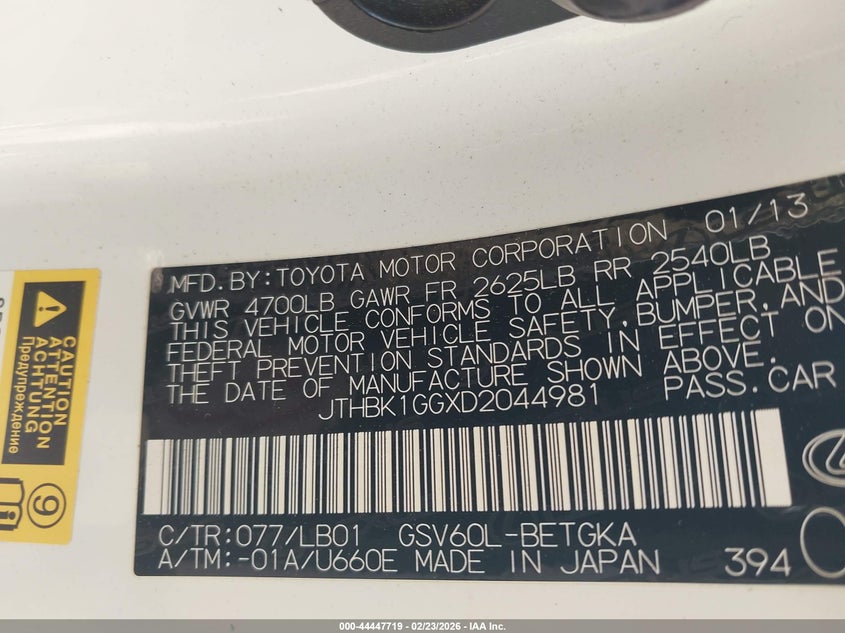 MFD. BY: TOYOTA MOTOR CORPORATION 01/13
GVWR 4700LB GAWR FR 2625LB RR 2540LB
THIS VEHICLE CONFORMS TO ALL APPLICABLE
FEDERAL MOTOR VEHICLE SAFETY, BUMPER, AND
THEFT PREVENTION STANDARDS IN EFFECT ON
THE DATE OF MANUFACTURE SHOWN ABOVE.
JTHBK1GGXD2044981 PASS.CAR
C/TR:077/LB01 GSV60L-BETGKA
A/TM:-01A/U660E MADE IN JAPAN 394
CAUTION
ATTENTION
ACHTUNG
Предупреждение
9
000-44447719 - 02/23/2026 - IAA Inc.